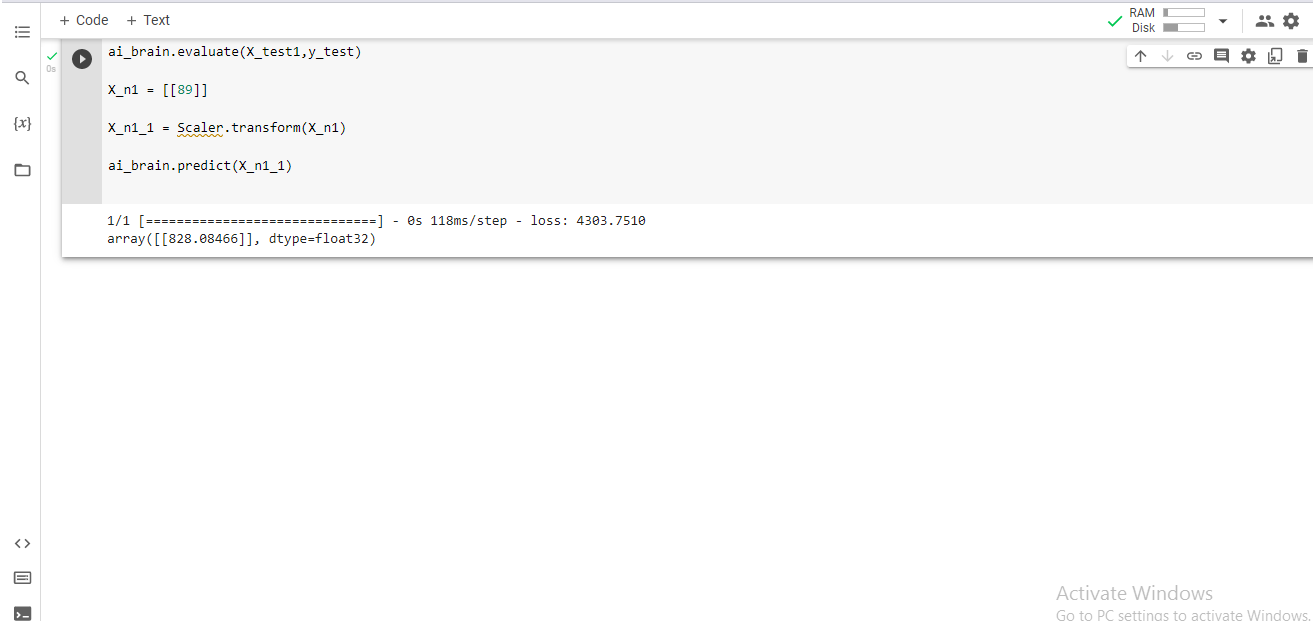 + Code + Text
RAM
Disk
ai_brain.evaluate(X_test1,y_test)
0s
X_n1 = [[89]]
{x}
X_n1_1 = Scaler.transform(X_n1)
ai_brain.predict(X_n1_1)
1/1 [==============================] - 0s 118ms/step - loss: 4303.7510
array([[828.08466]], dtype=float32)
Activate Windows
Go to PC settings to activate Windows.